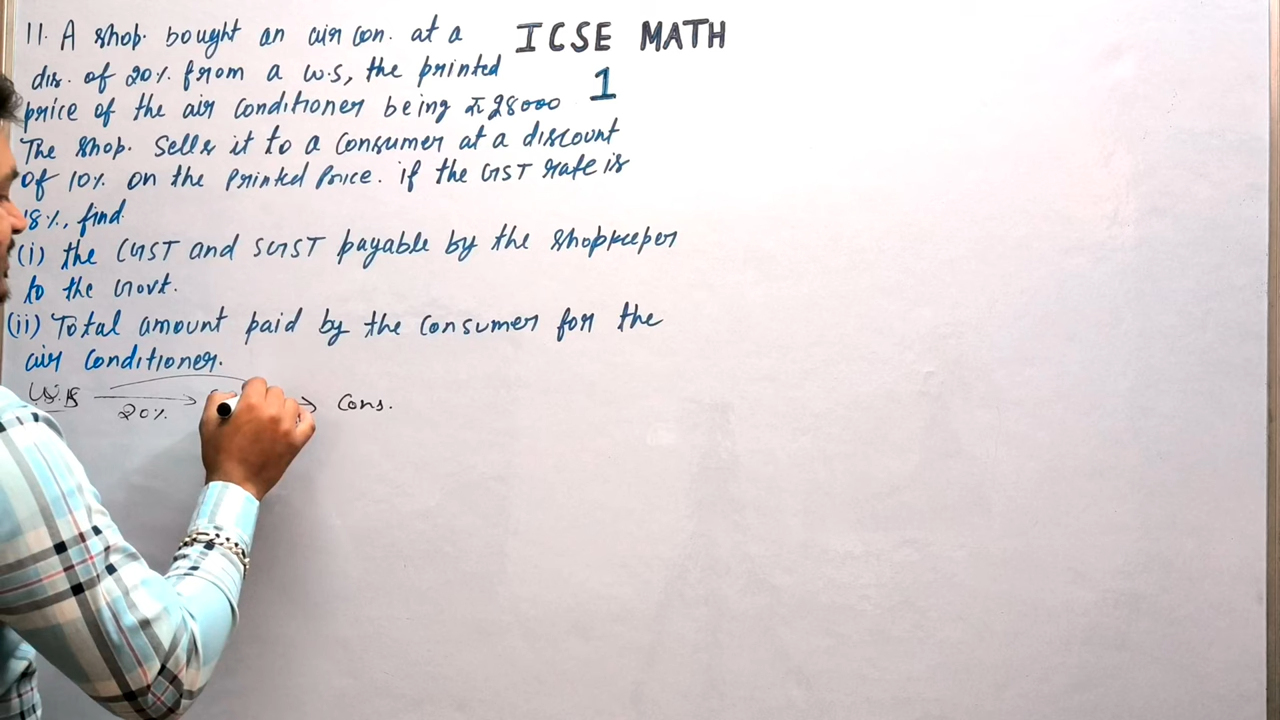 11. A shop. bought an air con. at a
dis. of 20% from a W.S, the printed
price of the air conditioner being ₹ 28000
The shop. sells it to a Consumer at a discount
Of 10% on the Printed Price. if the GST rate is
18%, find.
(i) the CGST and SGST payable by the shopkeeper
to the Govt.
(ii) Total amount paid by the Consumer for the
air Conditioner.
ICSE MATH
1
W.S
20%
Cons.